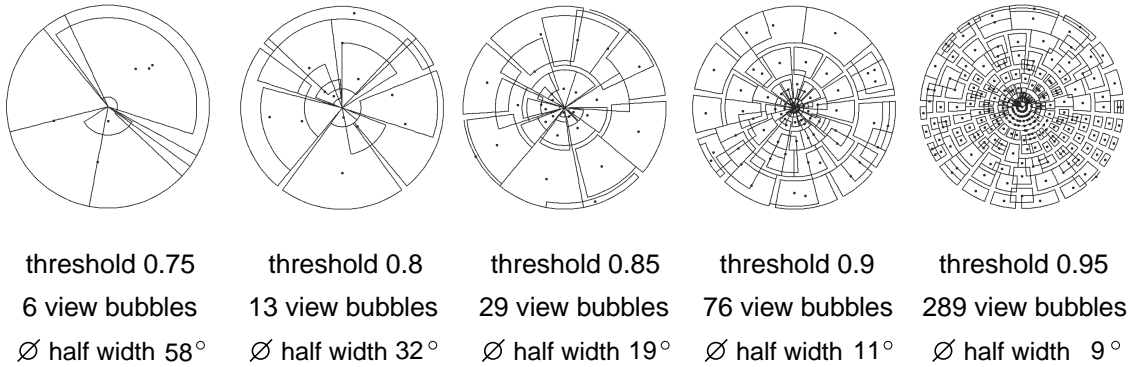 threshold 0.75 threshold 0.8 threshold 0.85 threshold 0.9 threshold 0.95
6 view bubbles 13 view bubbles 29 view bubbles 76 view bubbles 289 view bubbles
∅ half width 58° ∅ half width 32° ∅ half width 19° ∅ half width 11° ∅ half width 9°